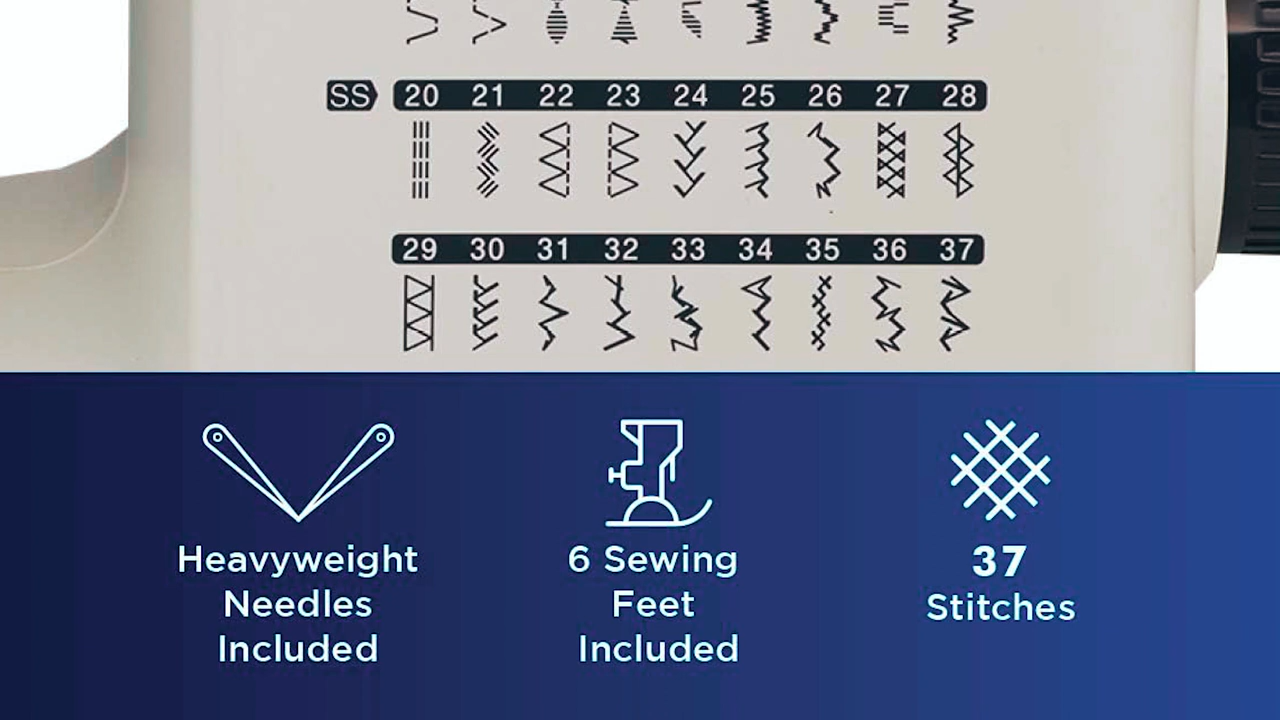 SS 20 21 22 23 24 25 26 27 28
29 30 31 32 33 34 35 36 37
Heavyweight
Needles
Included
6 Sewing
Feet
Included
37
Stitches